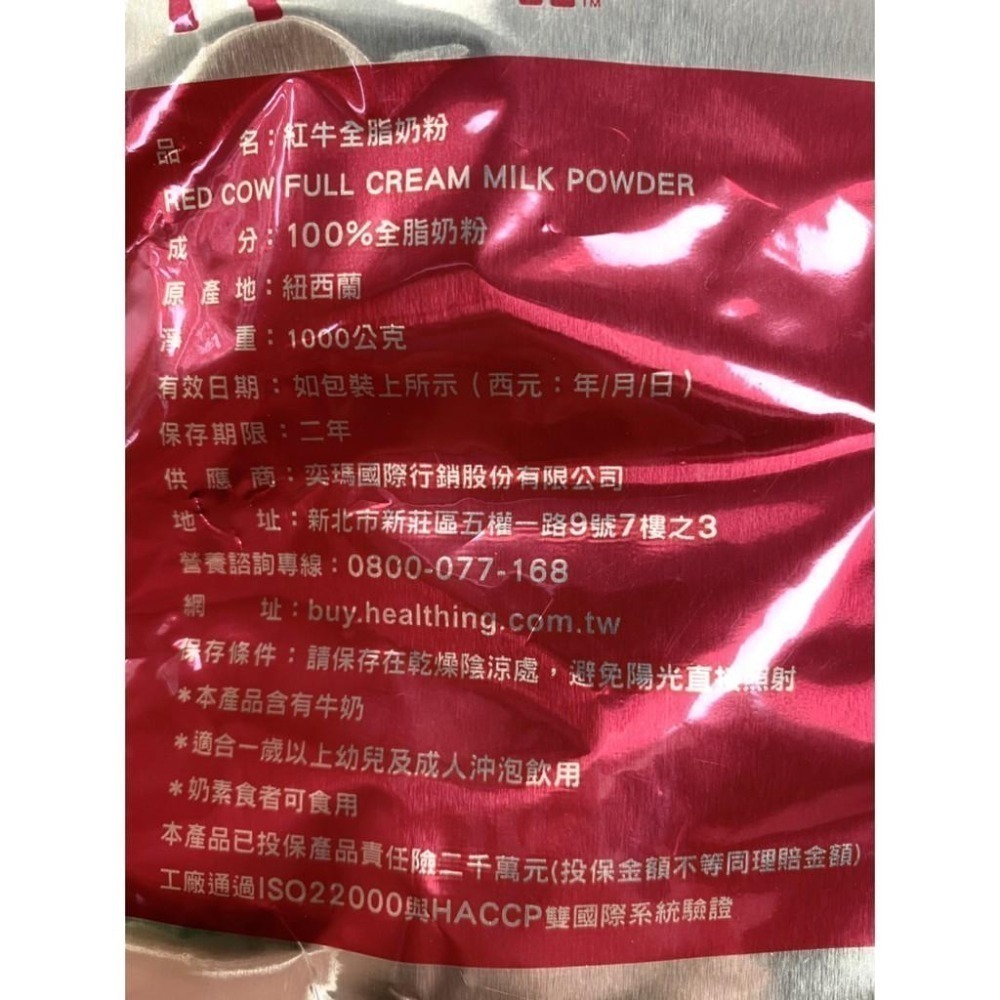 TM
品名：紅牛全脂奶粉
RED COW FULL CREAM MILK POWDER
成分：100%全脂奶粉
原產地：紐西蘭
淨重：1000公克
有效日期：如包裝上所示（西元：年/月/日）
保存期限：二年
供應商：奕瑪國際行銷股份有限公司
地址：新北市新莊區五權一路9號7樓之3
營養諮詢專線：0800-077-168
網址：buy.healthing.com.tw
保存條件：請保存在乾燥陰涼處，避免陽光直接照射
*本產品含有牛奶
*適合一歲以上幼兒及成人沖泡飲用
*奶素食者可食用
本產品已投保產品責任險二千萬元(投保金額不等同理賠金額)
工廠通過ISO22000與HACCP雙國際系統驗證